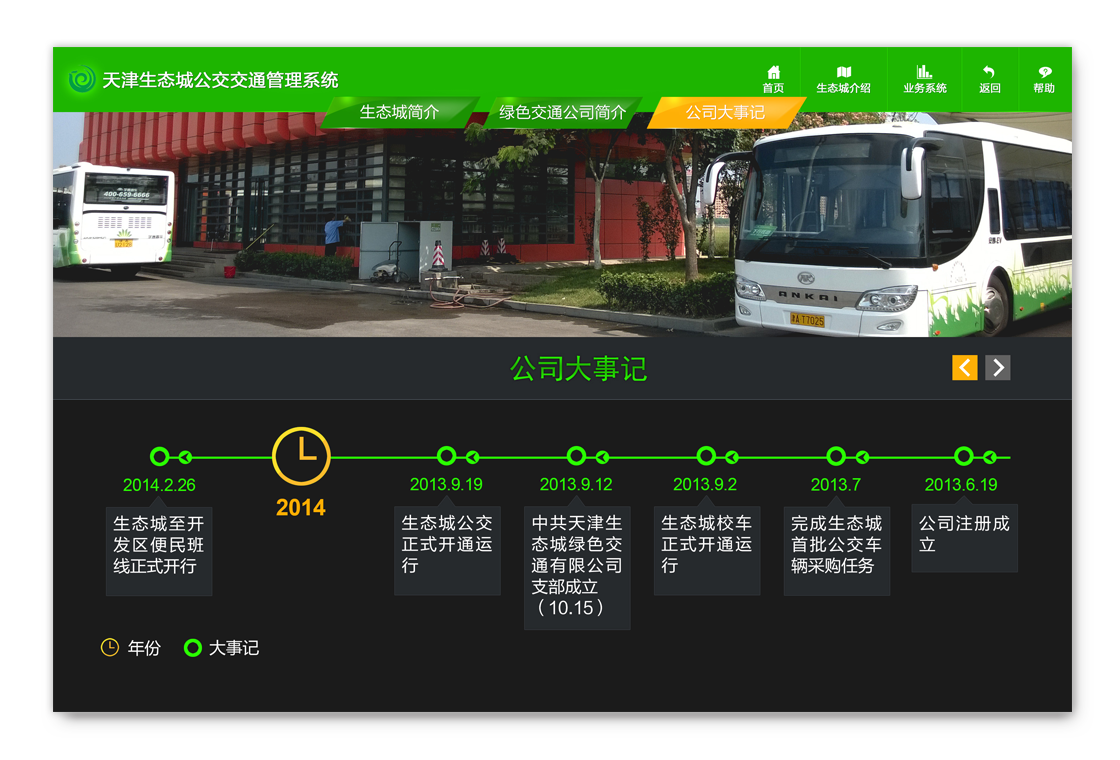 天津生态城公交交通管理系统
首页
生态城介绍
业务系统
返回
帮助
生态城简介
绿色交通公司简介
公司大事记
400-659-6666
ANKAI
公司大事记
2014.2.26
2014
2013.9.19
2013.9.12
2013.9.2
2013.7
2013.6.19
生态城至开
发区便民班
线正式开行
生态城公交
正式开通运
行
中共天津生
态城绿色交
通有限公司
支部成立
（10.15）
生态城校车
正式开通运
行
完成生态城
首批公交车
辆采购任务
公司注册成
立
年份
大事记